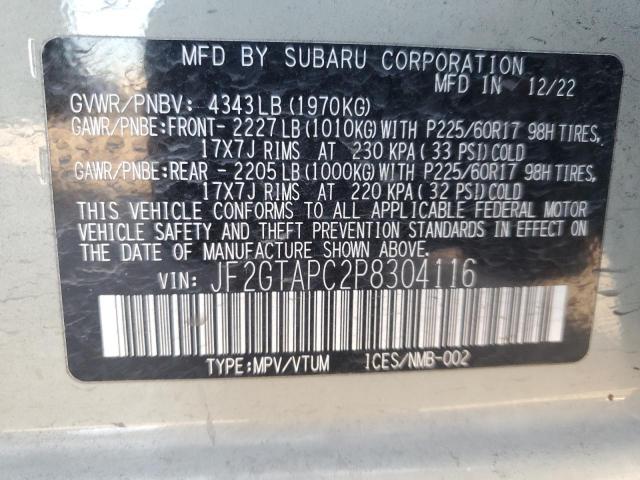 MFD BY SUBARU CORPORATION
MFD IN 12/22
GVWR/PNBV: 4343LB (1970KG)
GAWR/PNBE:FRONT- 2227LB (1010KG) WITH P225/60R17 98H TIRES,
17X7J RIMS AT 230 KPA (33 PSI) COLD
GAWR/PNBE:REAR - 2205LB (1000KG) WITH P225/60R17 98H TIRES,
17X7J RIMS AT 220 KPA (32 PSI) COLD
THIS VEHICLE CONFORMS TO ALL APPLICABLE FEDERAL MOTOR
VEHICLE SAFETY AND THEFT PREVENTION STANDARDS IN EFFECT ON
THE DATE OF MANUFACTURE SHOWN ABOVE.
VIN: JF2GTAPC2P8304116
TYPE:MPV/VTUM ICES/NMB-002